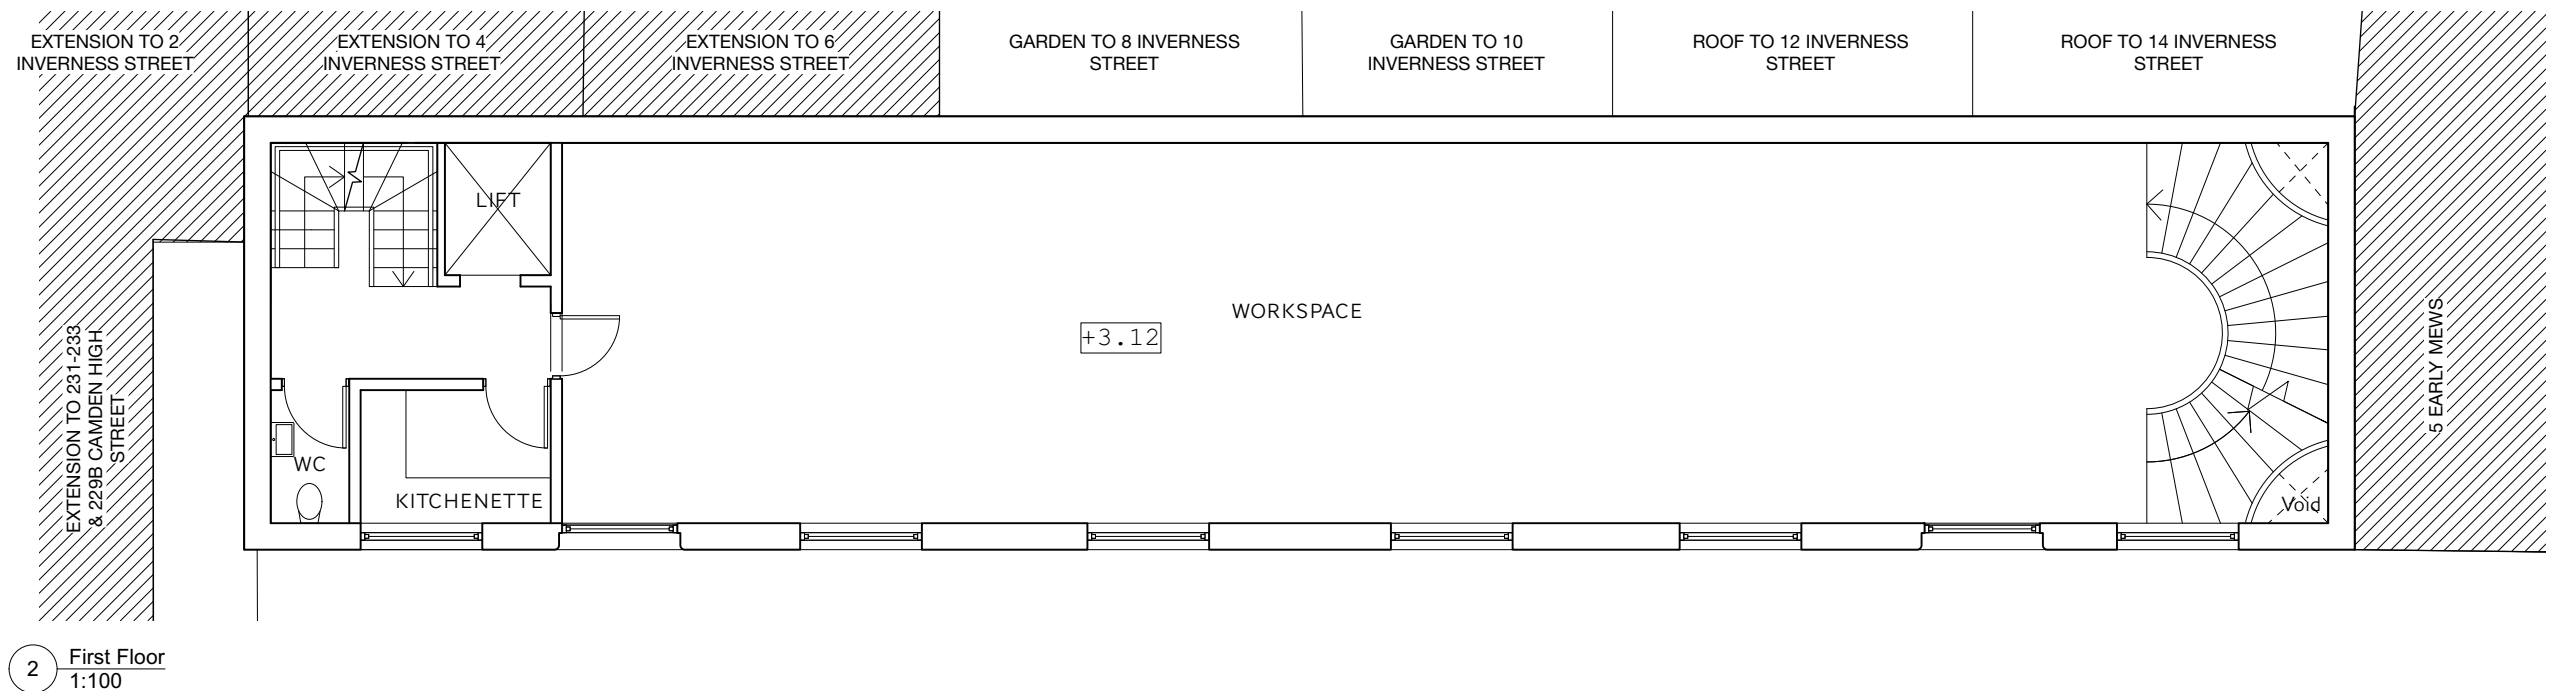 EXTENSION TO 2
INVERNESS STREET
EXTENSION TO 4
INVERNESS STREET
EXTENSION TO 6
INVERNESS STREET
GARDEN TO 8 INVERNESS
STREET
GARDEN TO 10
INVERNESS STREET
ROOF TO 12 INVERNESS
STREET
ROOF TO 14 INVERNESS
STREET
LIFT
WORKSPACE
+3.12
EXTENSION TO 231-233
& 229B CAMDEN HIGH
STREET
5 EARLY MEWS
WC
KITCHENETTE
Void
2
First Floor
1:100